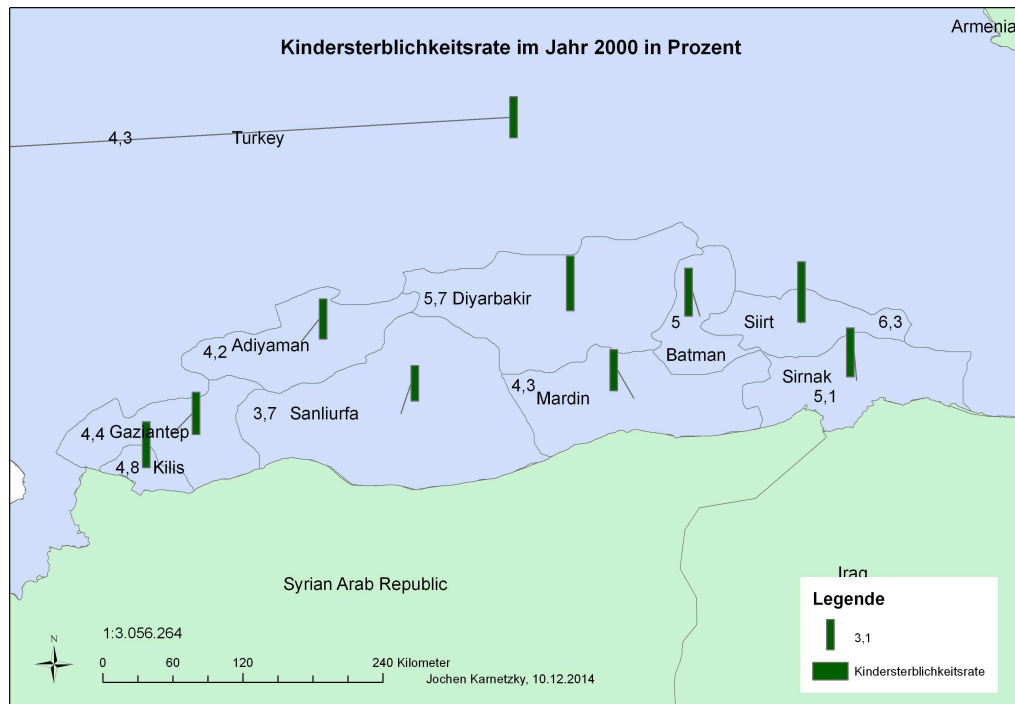 Armenia
Kindersterblichkeitsrate im Jahr 2000 in Prozent
4,3 Turkey
5,7 Diyarbakir
5
Siirt
6,3
4,2 Adiyaman
Batman
Sirnak
5,1
4,3
Mardin
3,7 Sanliurfa
4,4 Gaziantep
4,8 Kilis
Syrian Arab Republic
Iraq
Legende
3,1
Kindersterblichkeitsrate
N
1:3.056.264
0 60 120 240 Kilometer
Jochen Karnetzky, 10.12.2014